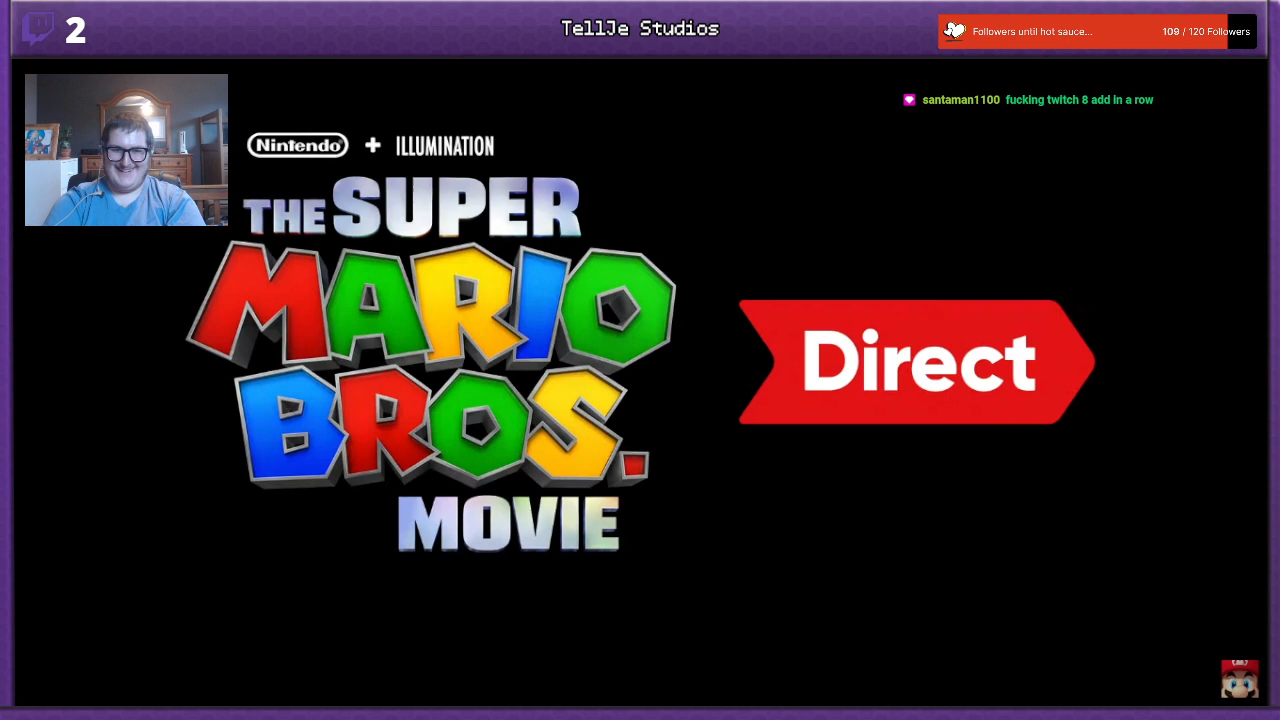 2
TellJe Studios
Followers until hot sauce... 109 / 120 Followers
santaman1100 fucking twitch 8 add in a row
Nintendo + ILLUMINATION
THE SUPER
MARIO
BROS.
MOVIE
Direct